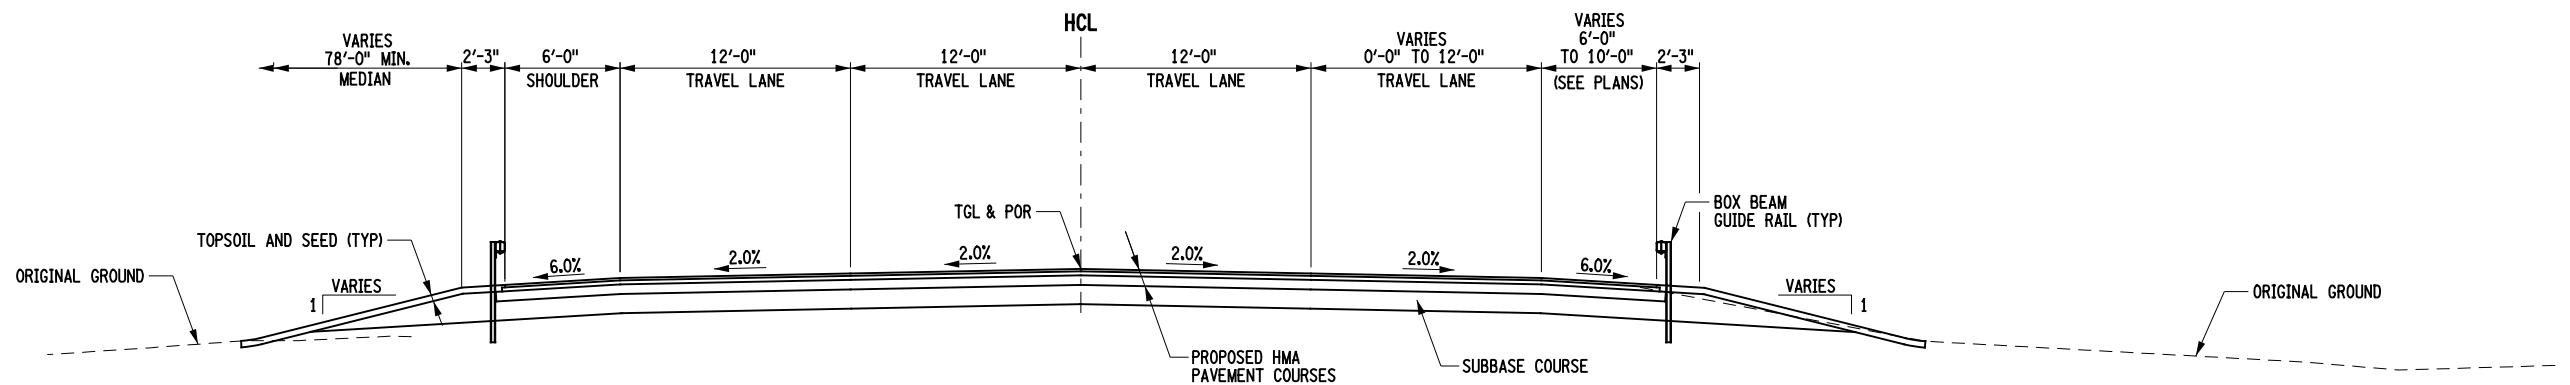 HCL
VARIES
78'-0" MIN.
MEDIAN
2'-3"
6'-0"
SHOULDER
12'-0"
TRAVEL LANE
12'-0"
TRAVEL LANE
12'-0"
TRAVEL LANE
VARIES
0'-0" TO 12'-0"
TRAVEL LANE
VARIES
6'-0"
TO 10'-0"
(SEE PLANS)
2'-3"
TGL & POR
BOX BEAM
GUIDE RAIL (TYP)
TOPSOIL AND SEED (TYP)
ORIGINAL GROUND
6.0%
2.0%
2.0%
2.0%
2.0%
6.0%
VARIES
1
VARIES
1
ORIGINAL GROUND
PROPOSED HMA
PAVEMENT COURSES
SUBBASE COURSE